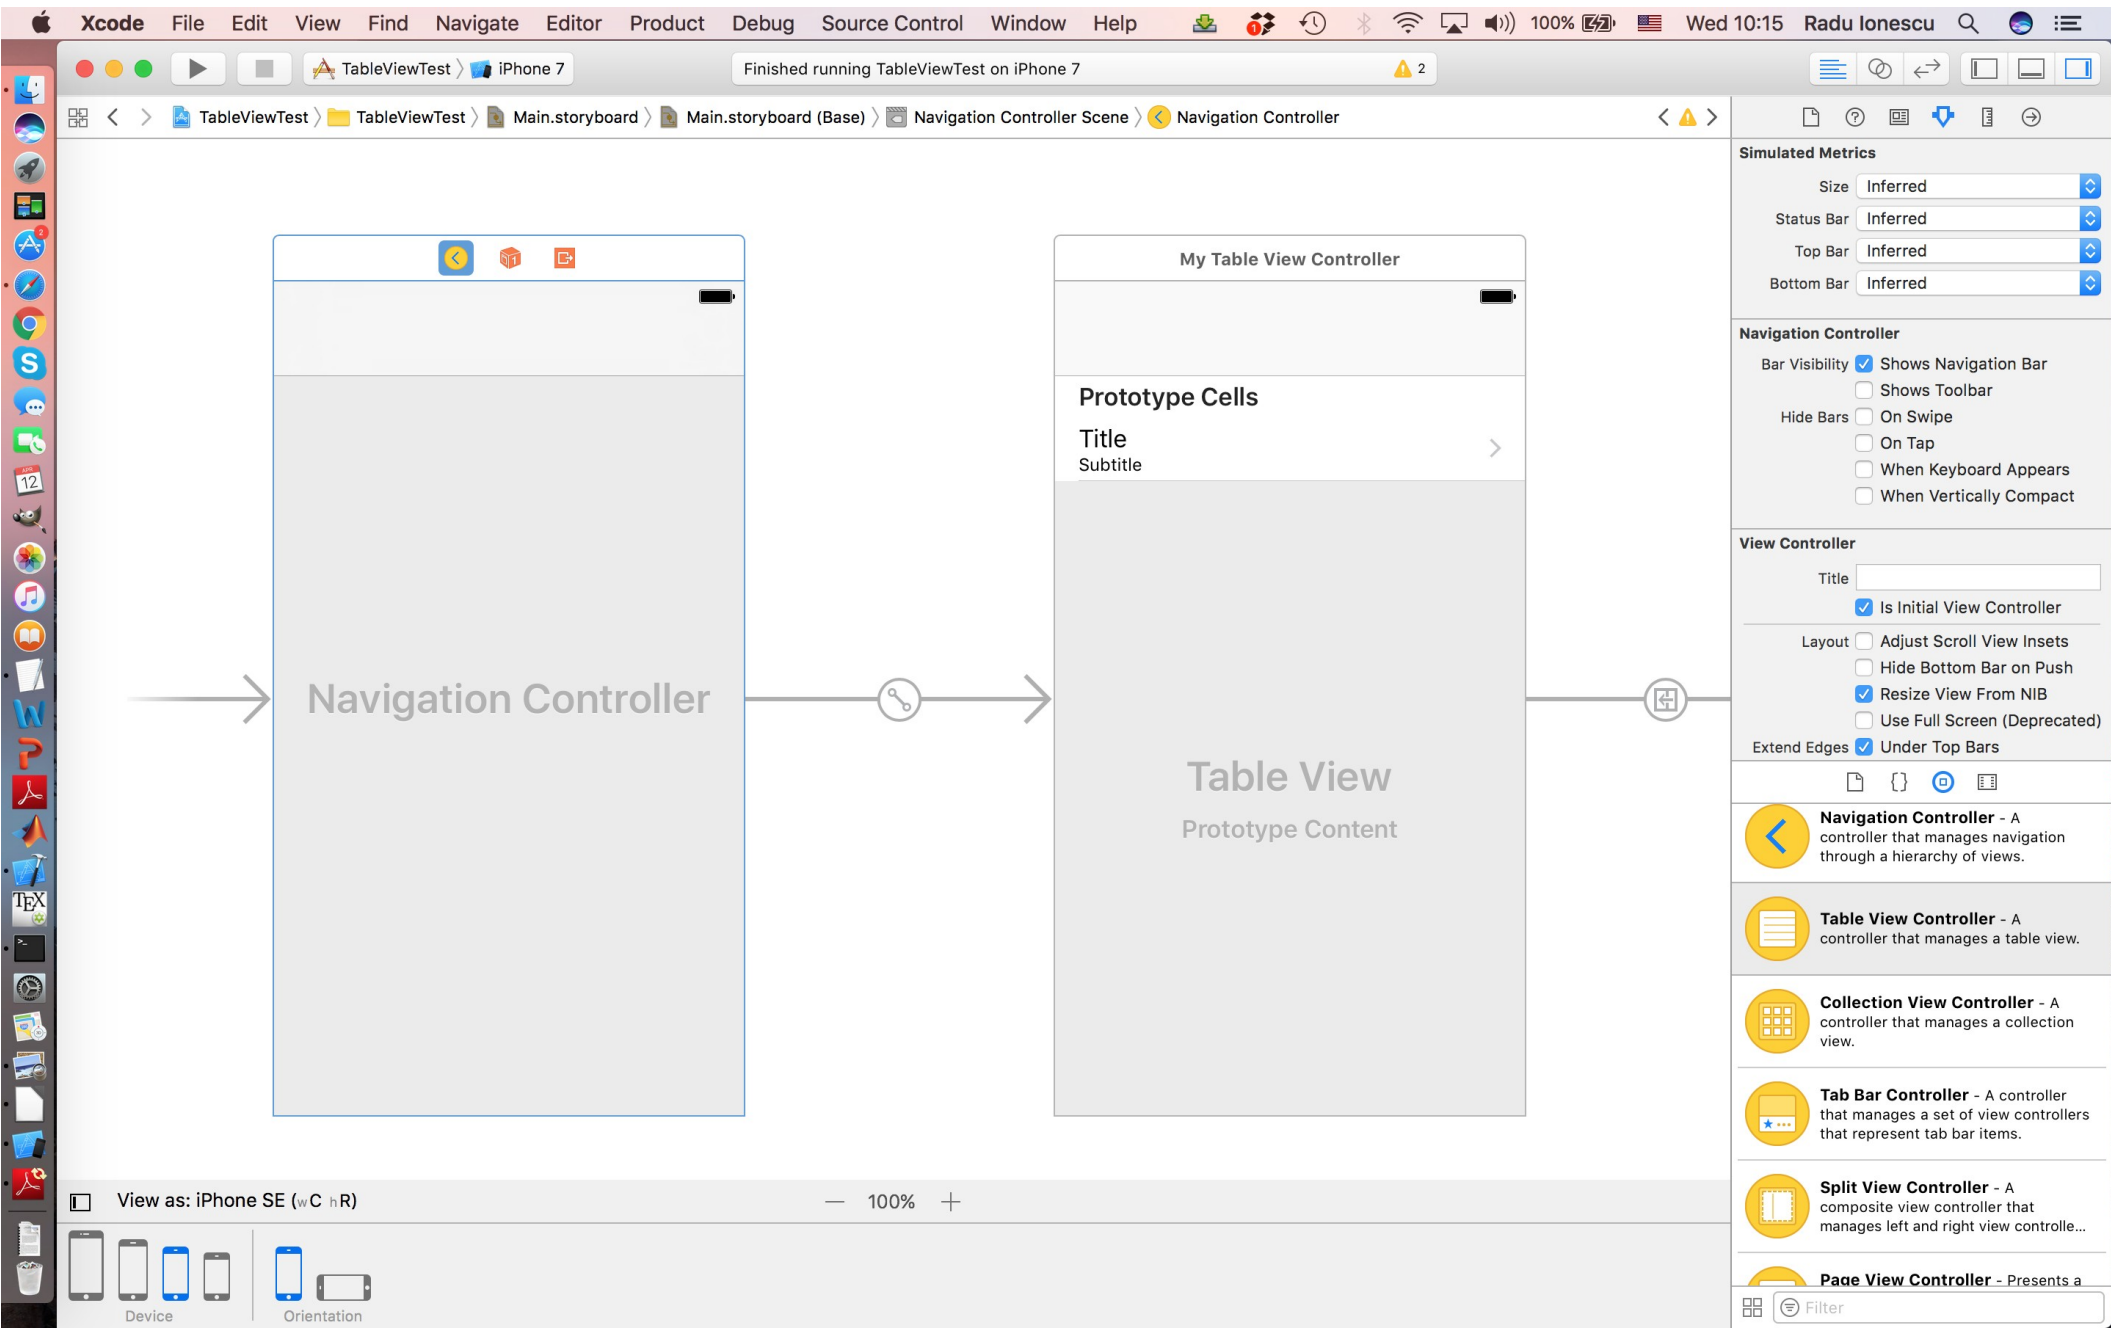 Xcode File Edit View Find Navigate Editor Product Debug Source Control Window Help 1 100% Wed 10:15 Radu Ionescu
TableViewTest iPhone 7 Finished running TableViewTest on iPhone 7 2
TableViewTest TableViewTest Main.storyboard Main.storyboard (Base) Navigation Controller Scene Navigation Controller
My Table View Controller
Prototype Cells
Title
Subtitle
Navigation Controller
Table View
Prototype Content
View as: iPhone SE (wC hR) — 100% +
Device Orientation
Simulated Metrics
Size Inferred
Status Bar Inferred
Top Bar Inferred
Bottom Bar Inferred
Navigation Controller
Bar Visibility Shows Navigation Bar
Shows Toolbar
Hide Bars On Swipe
On Tap
When Keyboard Appears
When Vertically Compact
View Controller
Title
Is Initial View Controller
Layout Adjust Scroll View Insets
Hide Bottom Bar on Push
Resize View From NIB
Use Full Screen (Deprecated)
Extend Edges Under Top Bars
{}
Navigation Controller - A
controller that manages navigation
through a hierarchy of views.
Table View Controller - A
controller that manages a table view.
Collection View Controller - A
controller that manages a collection
view.
Tab Bar Controller - A controller
that manages a set of view controllers
that represent tab bar items.
Split View Controller - A
composite view controller that
manages left and right view controlle...
Page View Controller - Presents a
Filter
2
S
APR
12
W
P
TEX